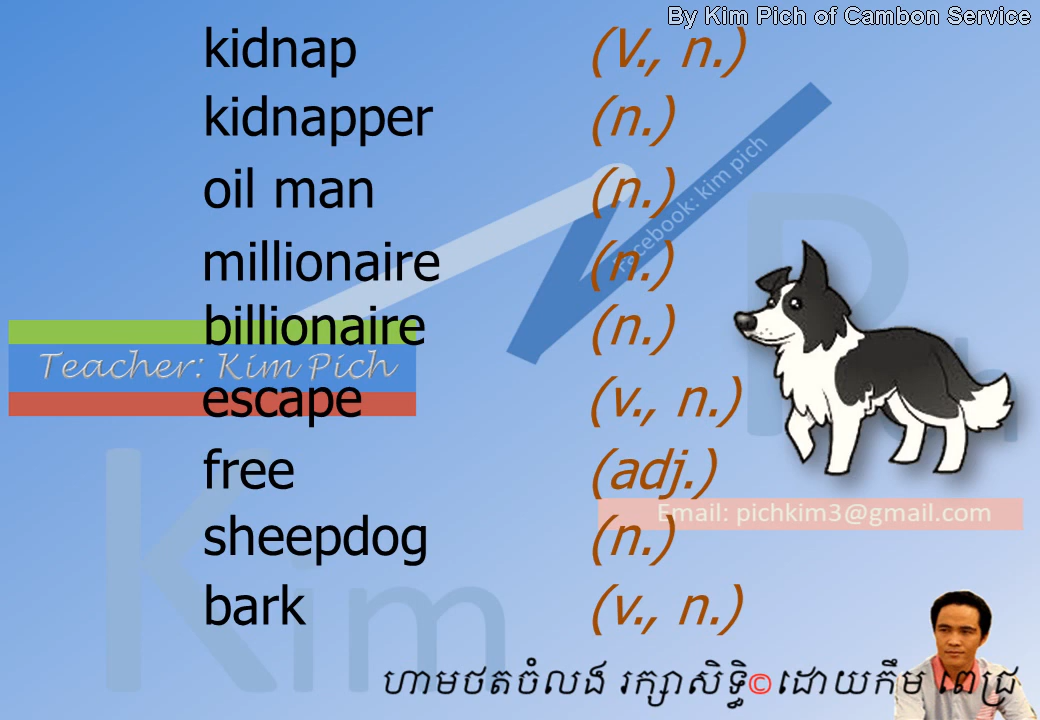 By Kim Pich of Cambon Service
kidnap (V., n.)
kidnapper (n.)
oil man (n.)
Facebook: kim pich
millionaire (n.)
billionaire (n.)
Teacher: Kim Pich
escape (v., n.)
free (adj.)
Email: pichkim3@gmail.com
sheepdog (n.)
bark (v., n.)
Kim
ហាមថតចំលង រក្សាសិទ្ធិ©ដោយកឹម ពេជ្រ